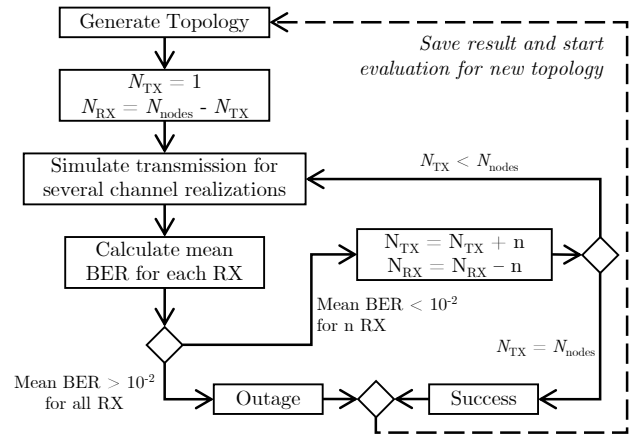 Generate Topology
Save result and start
evaluation for new topology
N_TX = 1
N_RX = N_nodes - N_TX
Simulate transmission for
several channel realizations
N_TX < N_nodes
Calculate mean
BER for each RX
N_TX = N_TX + n
N_RX = N_RX − n
Mean BER < 10^-2
for n RX
N_TX = N_nodes
Mean BER > 10^-2
for all RX
Outage
Success